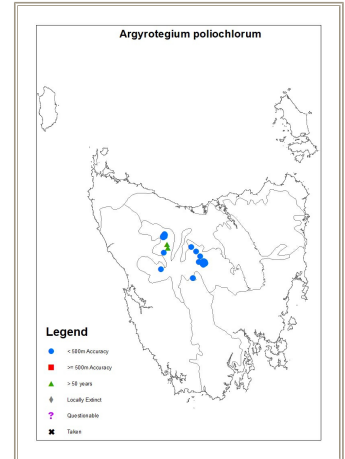 Argyrotegium poliochlorum
Legend
< 500m Accuracy
>= 500m Accuracy
> 50 years
Locally Extinct
Questionable
Taken